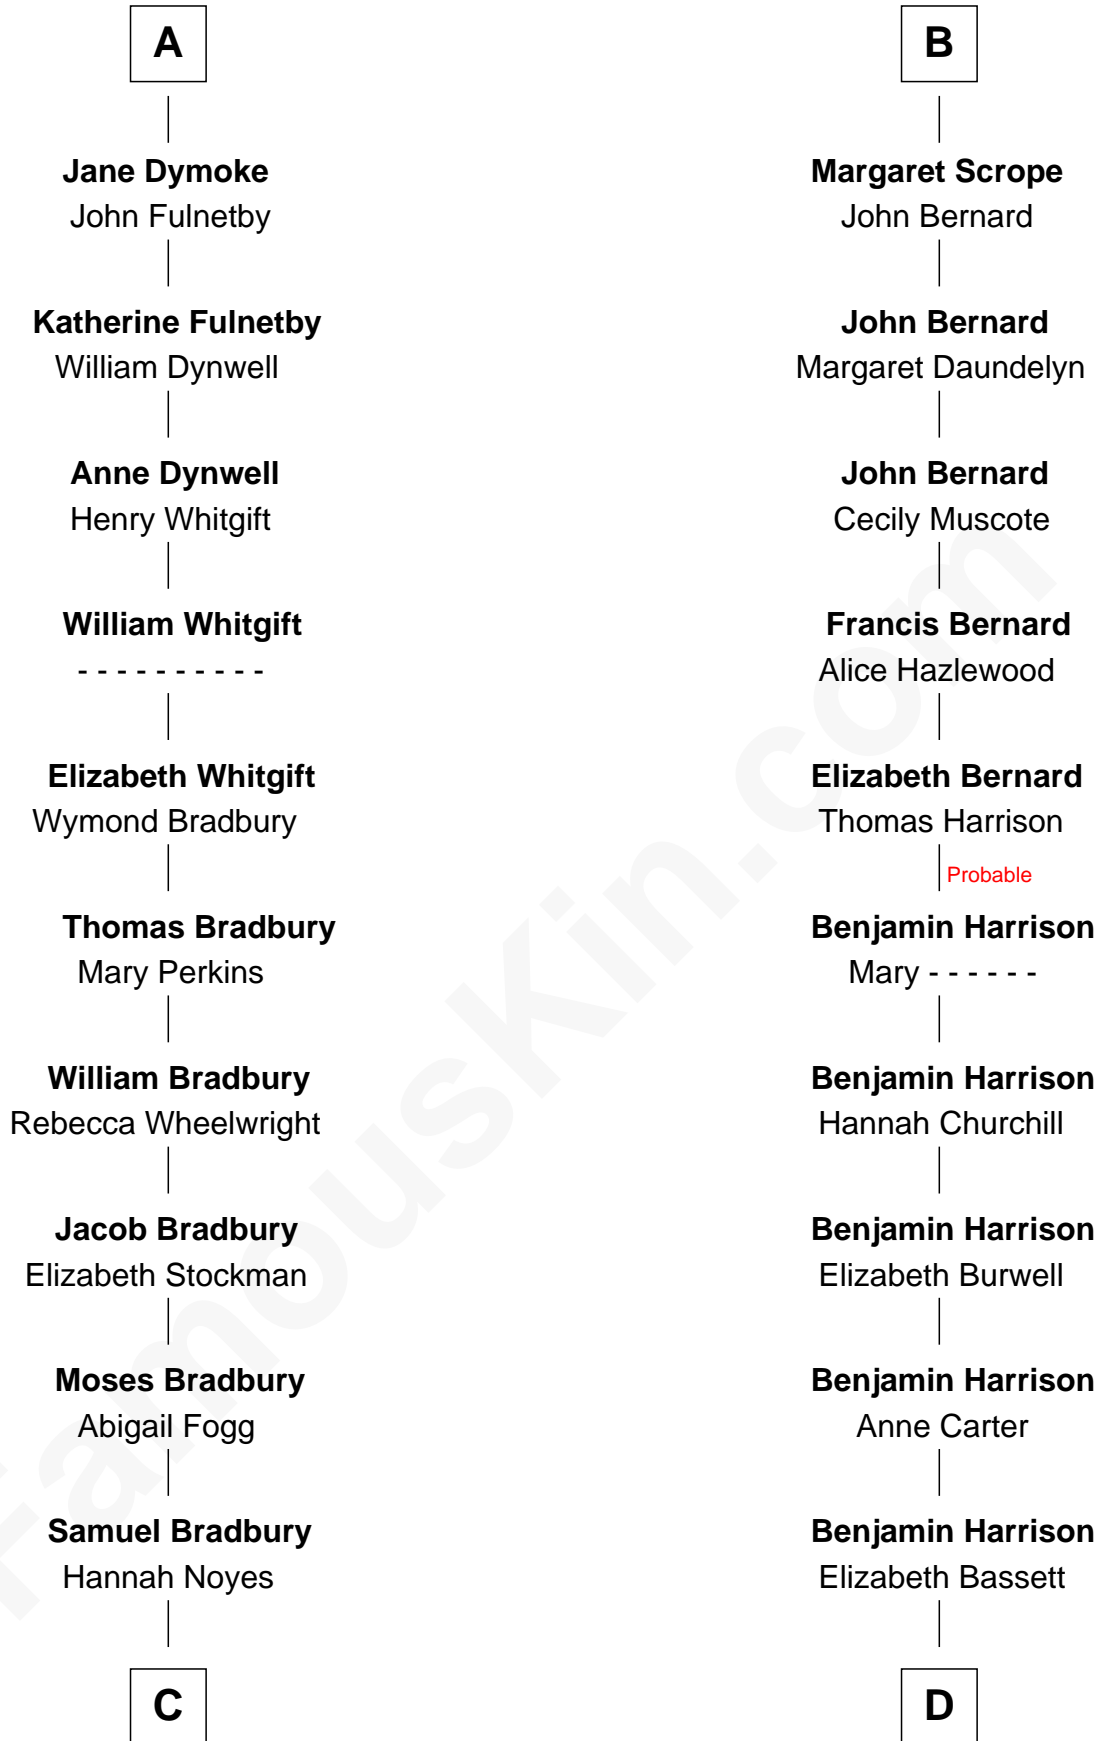 A
Jane Dymoke
John Fulnetby
Katherine Fulnetby
William Dynwell
Anne Dynwell
Henry Whitgift
William Whitgift
- - - - - - - - - -
Elizabeth Whitgift
Wymond Bradbury
Thomas Bradbury
Mary Perkins
William Bradbury
Rebecca Wheelwright
Jacob Bradbury
Elizabeth Stockman
Moses Bradbury
Abigail Fogg
Samuel Bradbury
Hannah Noyes
C
B
Margaret Scrope
John Bernard
John Bernard
Margaret Daundelyn
John Bernard
Cecily Muscote
Francis Bernard
Alice Hazlewood
Elizabeth Bernard
Thomas Harrison
Probable
Benjamin Harrison
Mary - - - - - -
Benjamin Harrison
Hannah Churchill
Benjamin Harrison
Elizabeth Burwell
Benjamin Harrison
Anne Carter
Benjamin Harrison
Elizabeth Bassett
D
FamousKin.com